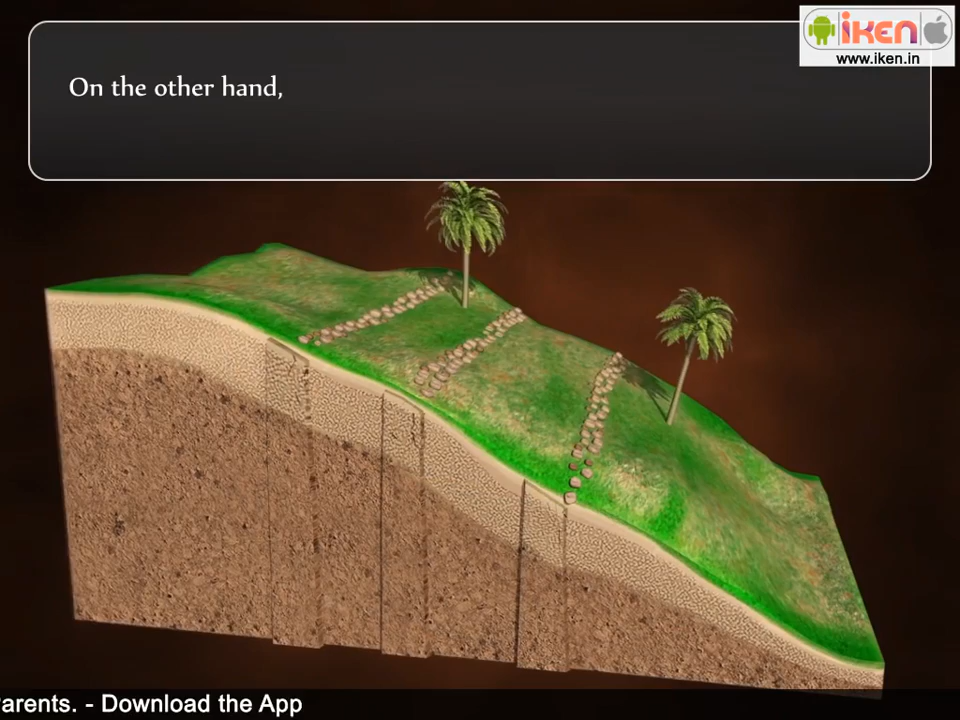 iken
www.iken.in
On the other hand,
arents. - Download the App